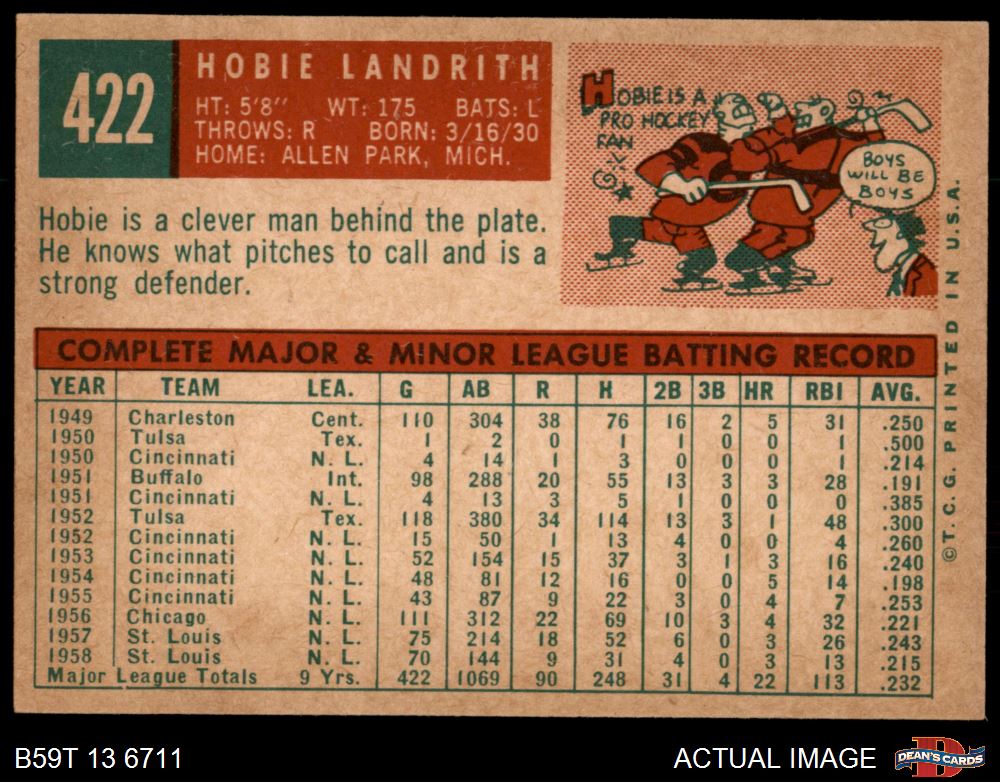 422
HOBIE LANDRITH
HT: 5'8" WT: 175 BATS: L
THROWS: R BORN: 3/16/30
HOME: ALLEN PARK, MICH.
HOBIE IS A
PRO HOCKEY
FAN
BOYS
WILL BE
BOYS
Hobie is a clever man behind the plate.
He knows what pitches to call and is a
strong defender.
COMPLETE MAJOR & MINOR LEAGUE BATTING RECORD
YEAR TEAM LEA. G AB R H 2B 3B HR RBI AVG.
1949 Charleston Cent. 110 304 38 76 16 2 5 31 .250
1950 Tulsa Tex. 1 2 0 1 1 0 0 1 .500
1950 Cincinnati N. L. 4 14 1 3 0 0 0 1 .214
1951 Buffalo Int. 98 288 20 55 13 3 3 28 .191
1951 Cincinnati N. L. 4 13 3 5 1 0 0 0 .385
1952 Tulsa Tex. 118 380 34 114 13 3 1 48 .300
1952 Cincinnati N. L. 15 50 1 13 4 0 0 4 .260
1953 Cincinnati N. L. 52 154 15 37 3 1 3 16 .240
1954 Cincinnati N. L. 48 81 12 16 0 0 5 14 .198
1955 Cincinnati N. L. 43 87 9 22 3 0 4 7 .253
1956 Chicago N. L. 111 312 22 69 10 3 4 32 .221
1957 St. Louis N. L. 75 214 18 52 6 0 3 26 .243
1958 St. Louis N. L. 70 144 9 31 4 0 3 13 .215
Major League Totals 9 Yrs. 422 1069 90 248 31 4 22 113 .232
©T.C.G. PRINTED IN U.S.A.
B59T 13 6711
ACTUAL IMAGE
D
DEAN'S CARDS